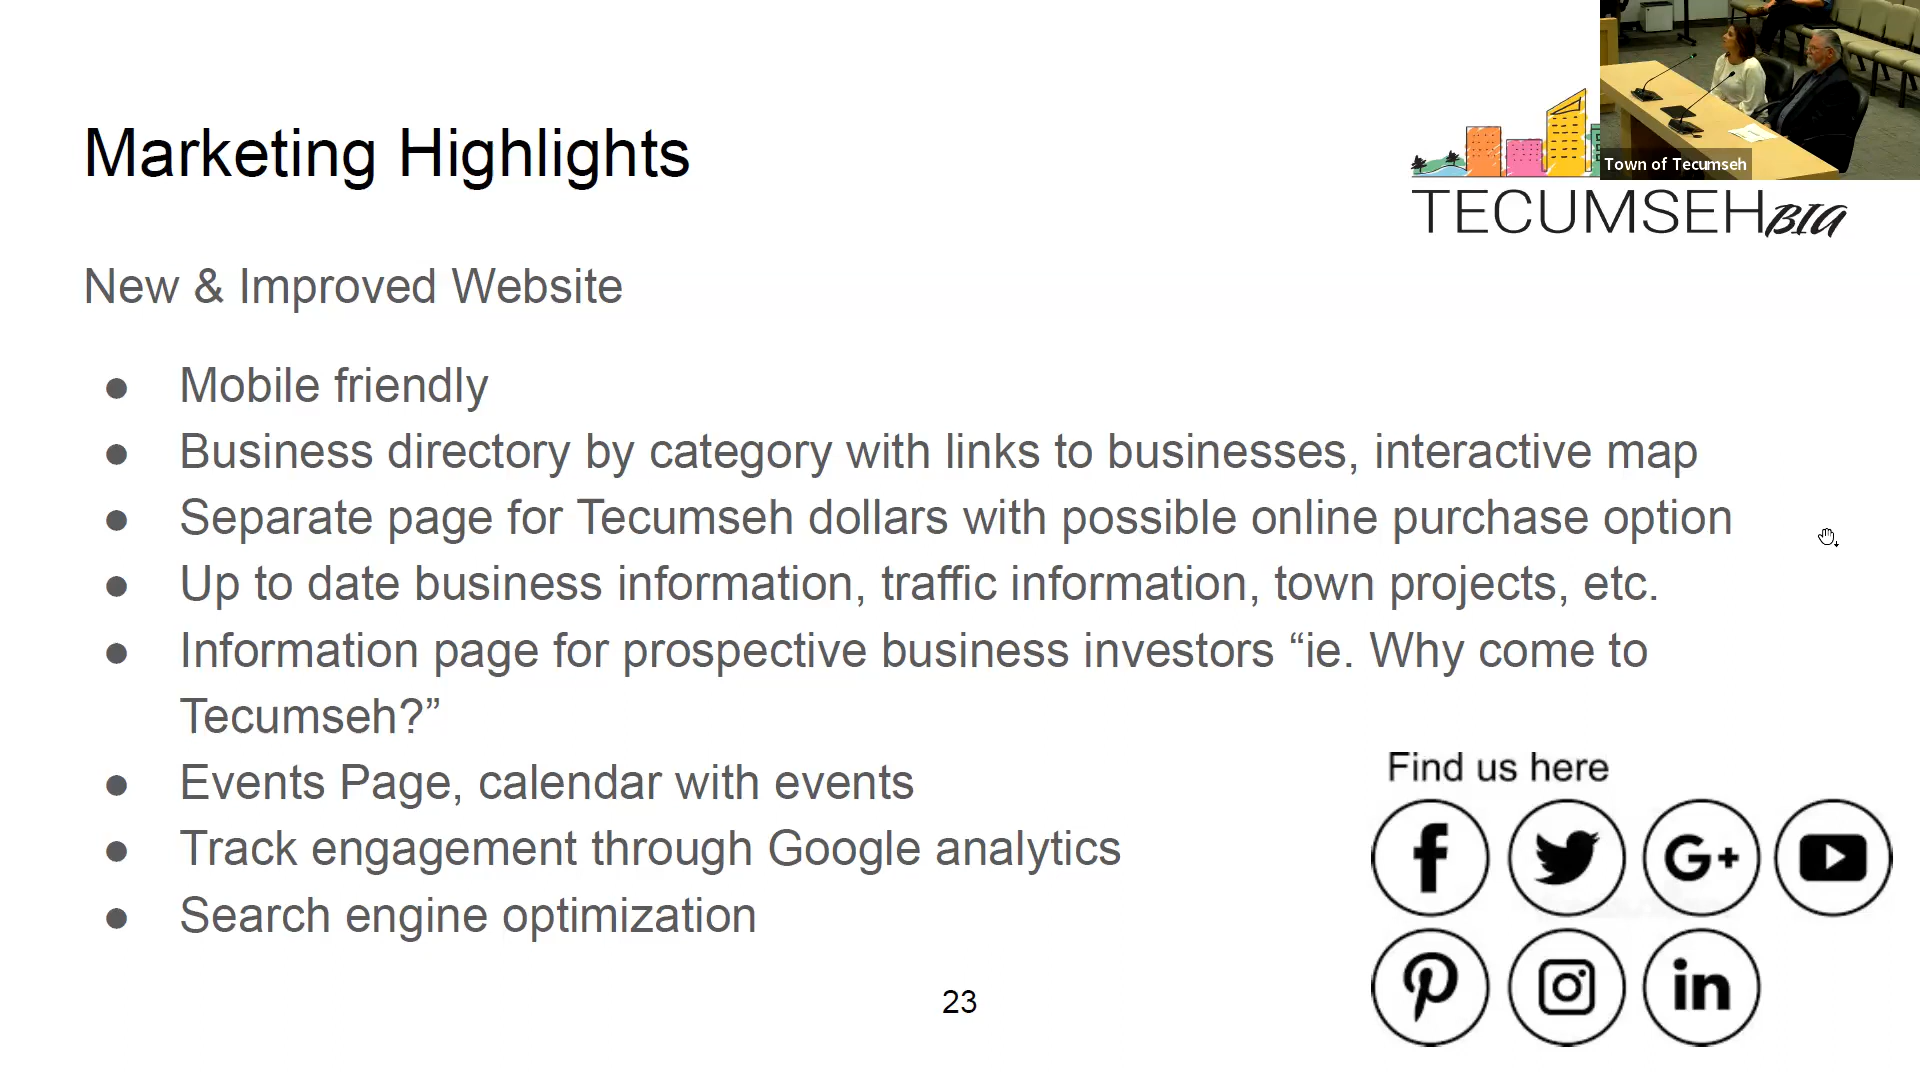 Marketing Highlights
Town of Tecumseh
TECUMSEH BIA
New & Improved Website
● Mobile friendly
● Business directory by category with links to businesses, interactive map
● Separate page for Tecumseh dollars with possible online purchase option
● Up to date business information, traffic information, town projects, etc.
● Information page for prospective business investors “ie. Why come to
Tecumseh?”
● Events Page, calendar with events
● Track engagement through Google analytics
● Search engine optimization
Find us here
f
G+
in
23